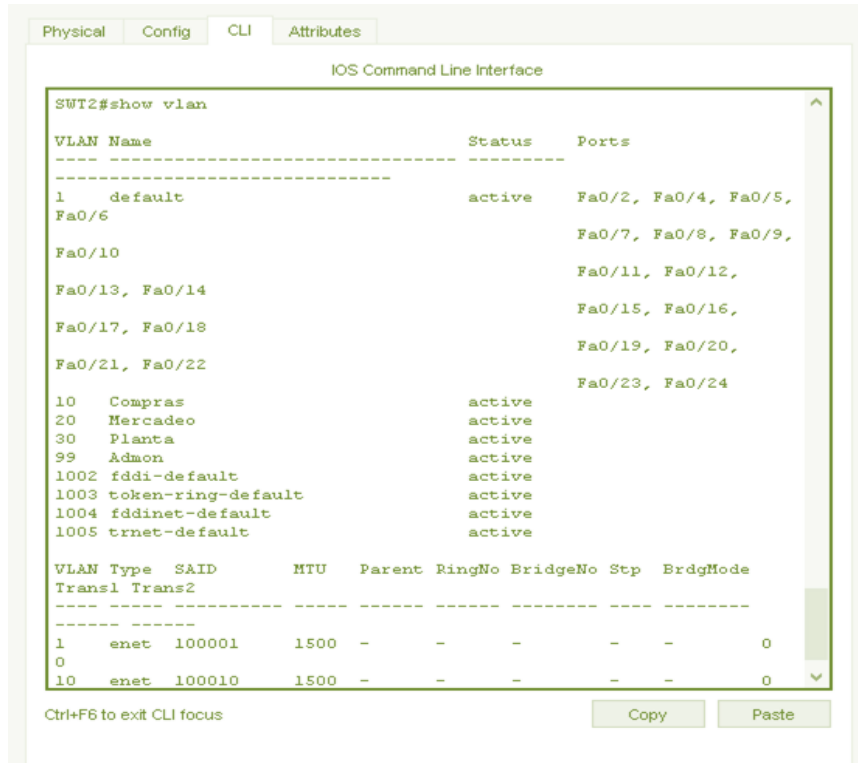 Physical Config CLI Attributes
IOS Command Line Interface
SWT2#show vlan
VLAN Name Status Ports
---- -------------------------------- ---------
-------------------------------
1 default active Fa0/2, Fa0/4, Fa0/5,
Fa0/6
Fa0/7, Fa0/8, Fa0/9,
Fa0/10
Fa0/11, Fa0/12,
Fa0/13, Fa0/14
Fa0/15, Fa0/16,
Fa0/17, Fa0/18
Fa0/19, Fa0/20,
Fa0/21, Fa0/22
Fa0/23, Fa0/24
10 Compras active
20 Mercadeo active
30 Planta active
99 Admon active
1002 fddi-default active
1003 token-ring-default active
1004 fddinet-default active
1005 trnet-default active
VLAN Type SAID MTU Parent RingNo BridgeNo Stp BrdgMode
Trans1 Trans2
---- ----- ---------- ----- ------ ------ -------- ---- --------
------ ------
1 enet 100001 1500 - - - - - 0
0
10 enet 100010 1500 - - - - - 0
Ctrl+F6 to exit CLI focus Copy Paste